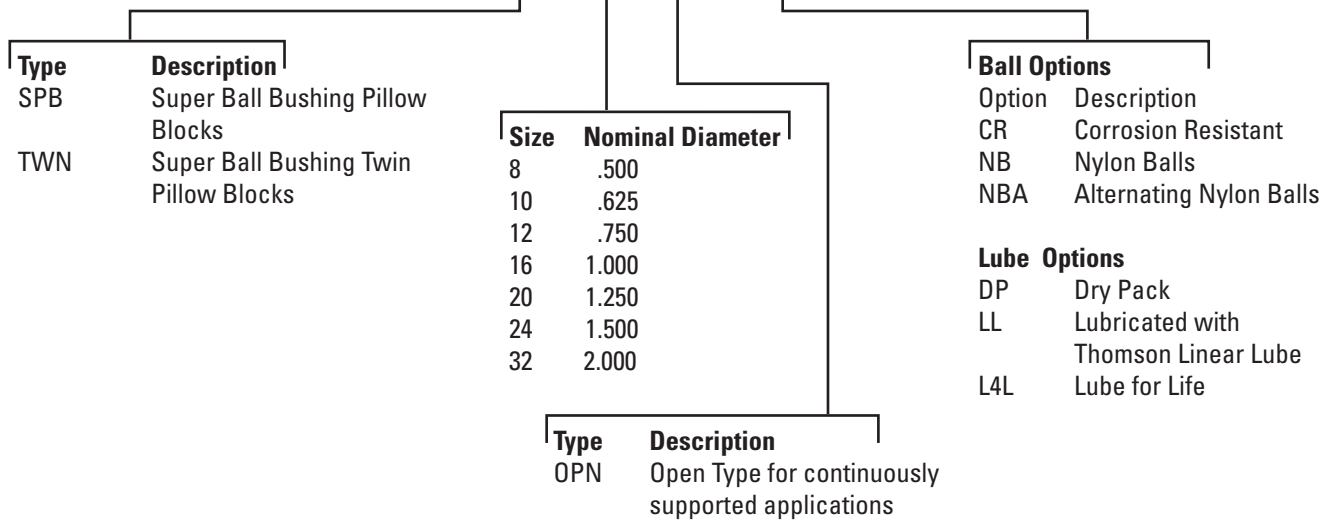 Type Description
SPB Super Ball Bushing Pillow
Blocks
TWN Super Ball Bushing Twin
Pillow Blocks
Size Nominal Diameter
8 .500
10 .625
12 .750
16 1.000
20 1.250
24 1.500
32 2.000
Type Description
OPN Open Type for continuously
supported applications
Ball Options
Option Description
CR Corrosion Resistant
NB Nylon Balls
NBA Alternating Nylon Balls
Lube Options
DP Dry Pack
LL Lubricated with
Thomson Linear Lube
L4L Lube for Life